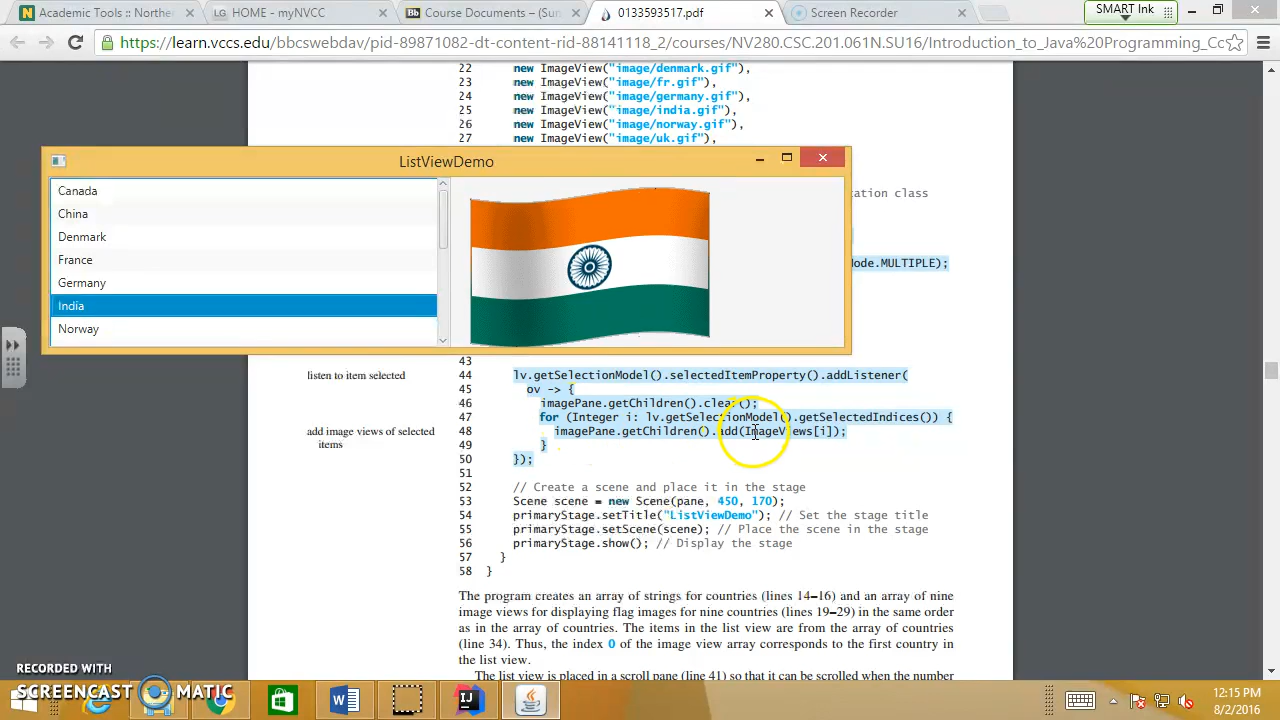 Academic Tools :: Norther
HOME - myNVCC
Course Documents – (Sun
0133593517.pdf
Screen Recorder
SMART Ink
https://learn.vccs.edu/bbcswebdav/pid-89871082-dt-content-rid-88141118_2/courses/NV280.CSC.201.061N.SU16/Introduction_to_Java%20Programming_Co
22 new ImageView("image/denmark.gif"),
23 new ImageView("image/fr.gif"),
24 new ImageView("image/germany.gif"),
25 new ImageView("image/india.gif"),
26 new ImageView("image/norway.gif"),
27 new ImageView("image/uk.gif"),
ListViewDemo
Canada
China
Denmark
France
Germany
India
Norway
tation class
ode.MULTIPLE);
43
listen to item selected
44 lv.getSelectionModel().selectedItemProperty().addListener(
45 ov -> {
46 imagePane.getChildren().clear();
47 for (Integer i: lv.getSelectionModel().getSelectedIndices()) {
add image views of selected
items
48 imagePane.getChildren().add(ImageViews[i]);
49 }
50 });
51
52 // Create a scene and place it in the stage
53 Scene scene = new Scene(pane, 450, 170);
54 primaryStage.setTitle("ListViewDemo"); // Set the stage title
55 primaryStage.setScene(scene); // Place the scene in the stage
56 primaryStage.show(); // Display the stage
57 }
58 }
The program creates an array of strings for countries (lines 14–16) and an array of nine
image views for displaying flag images for nine countries (lines 19–29) in the same order
as in the array of countries. The items in the list view are from the array of countries
(line 34). Thus, the index 0 of the image view array corresponds to the first country in
the list view.
The list view is placed in a scroll pane (line 41) so that it can be scrolled when the number
RECORDED WITH
SCREENCAST MATIC
12:15 PM
8/2/2016